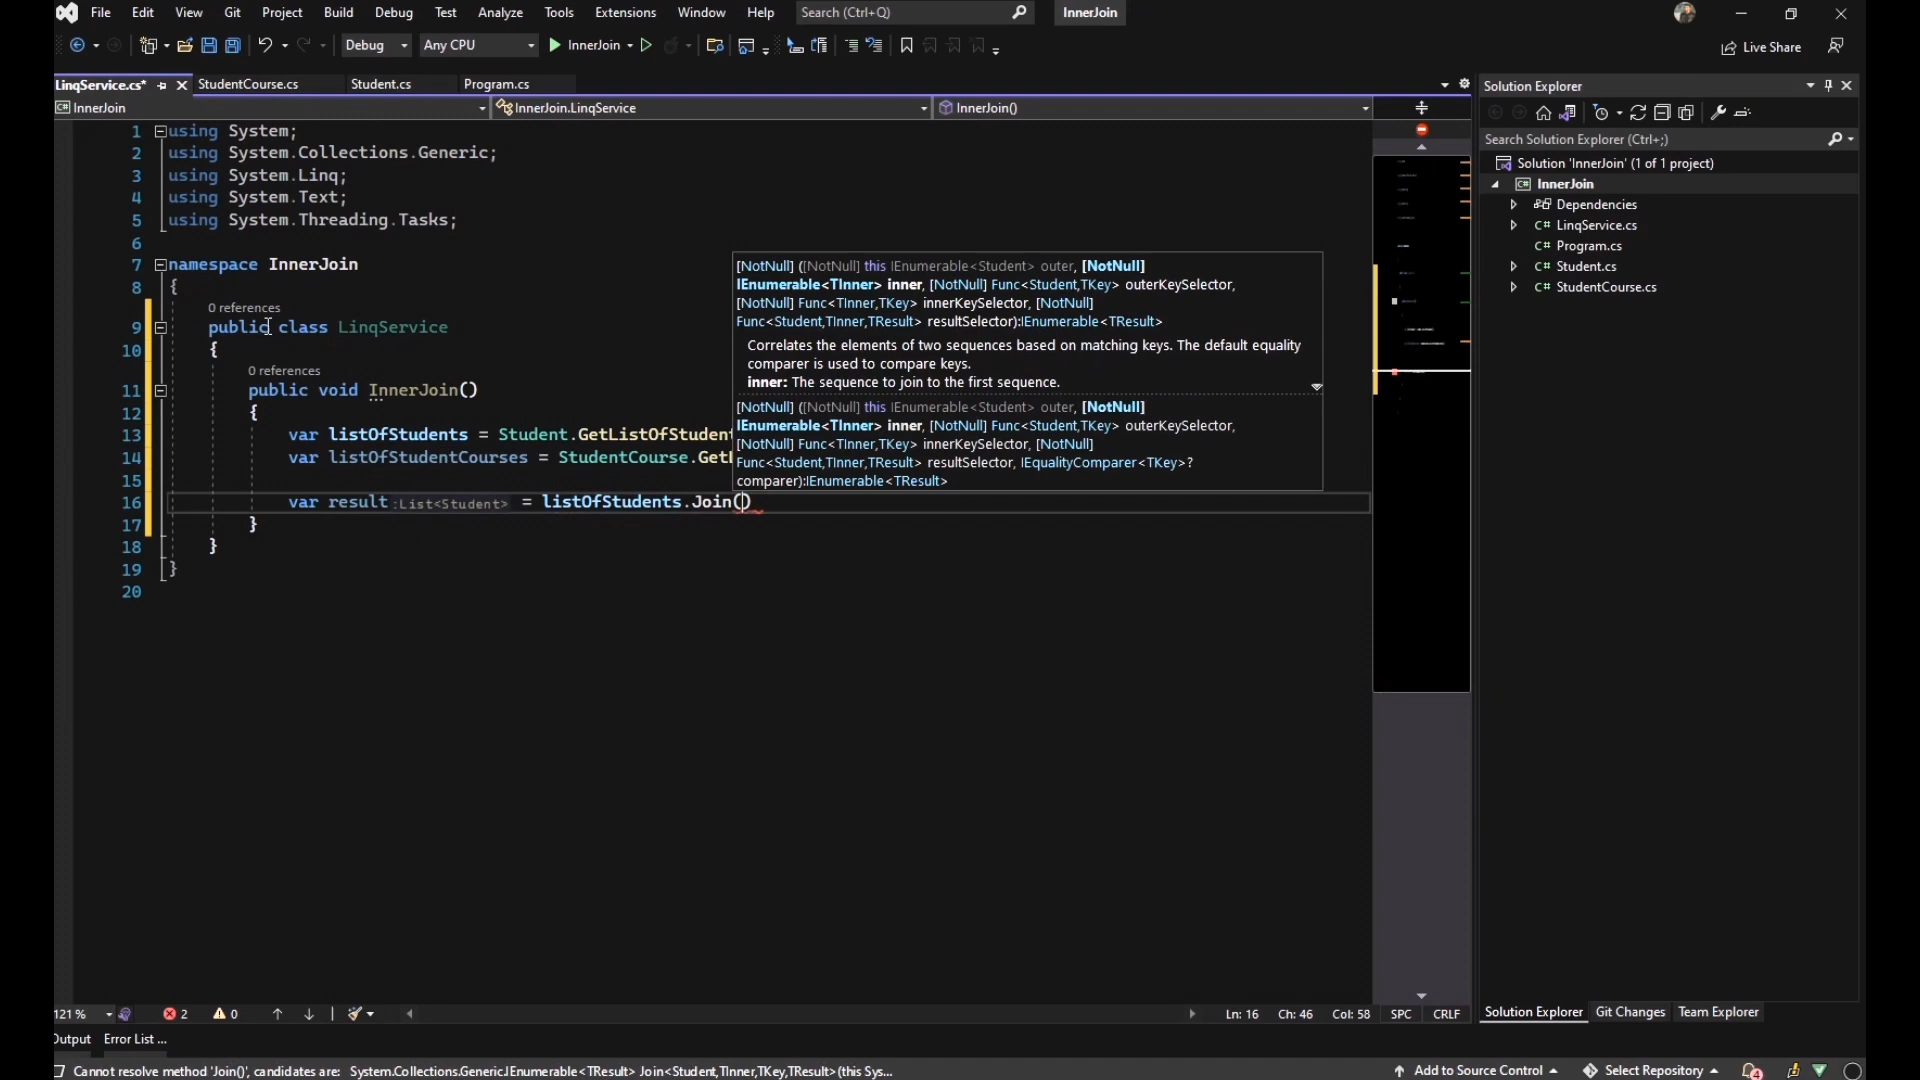 File Edit View Git Project Build Debug Test Analyze Tools Extensions Window Help Search (Ctrl+Q) InnerJoin
Debug Any CPU InnerJoin Live Share
LinqService.cs* StudentCourse.cs Student.cs Program.cs
InnerJoin InnerJoin.LinqService InnerJoin()
1 using System;
2 using System.Collections.Generic;
3 using System.Linq;
4 using System.Text;
5 using System.Threading.Tasks;
6
7 namespace InnerJoin
8 {
0 references
9 public class LinqService
10 {
0 references
11 public void InnerJoin()
12 {
13 var listOfStudents = Student.GetListOfStudent
14 var listOfStudentCourses = StudentCourse.Get
15
16 var result :List<Student> = listOfStudents.Join()
17 }
18 }
19 }
20
[NotNull] ([NotNull] this IEnumerable<Student> outer, [NotNull]
IEnumerable<TInner> inner, [NotNull] Func<Student,TKey> outerKeySelector,
[NotNull] Func<TInner,TKey> innerKeySelector, [NotNull]
Func<Student,TInner,TResult> resultSelector):IEnumerable<TResult>
Correlates the elements of two sequences based on matching keys. The default equality
comparer is used to compare keys.
inner: The sequence to join to the first sequence.
[NotNull] ([NotNull] this IEnumerable<Student> outer, [NotNull]
IEnumerable<TInner> inner, [NotNull] Func<Student,TKey> outerKeySelector,
[NotNull] Func<TInner,TKey> innerKeySelector, [NotNull]
Func<Student,TInner,TResult> resultSelector, IEqualityComparer<TKey>?
comparer):IEnumerable<TResult>
Solution Explorer
Search Solution Explorer (Ctrl+;)
Solution 'InnerJoin' (1 of 1 project)
C# InnerJoin
Dependencies
C# LinqService.cs
C# Program.cs
C# Student.cs
C# StudentCourse.cs
121 % 2 0 Ln: 16 Ch: 46 Col: 58 SPC CRLF
Solution Explorer Git Changes Team Explorer
Output Error List ...
Cannot resolve method 'Join()', candidates are: System.Collections.Generic.IEnumerable<TResult> Join<Student,TInner,TKey,TResult>(this Sys...
Add to Source Control Select Repository 4